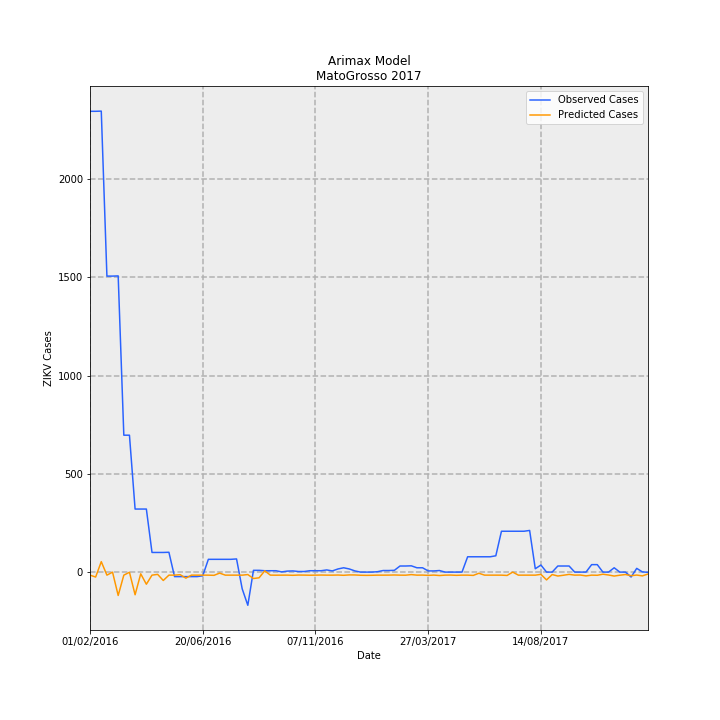 Arimax Model
MatoGrosso 2017
Observed Cases
Predicted Cases
2000
1500
1000
500
0
ZIKV Cases
01/02/2016
20/06/2016
07/11/2016
27/03/2017
14/08/2017
Date